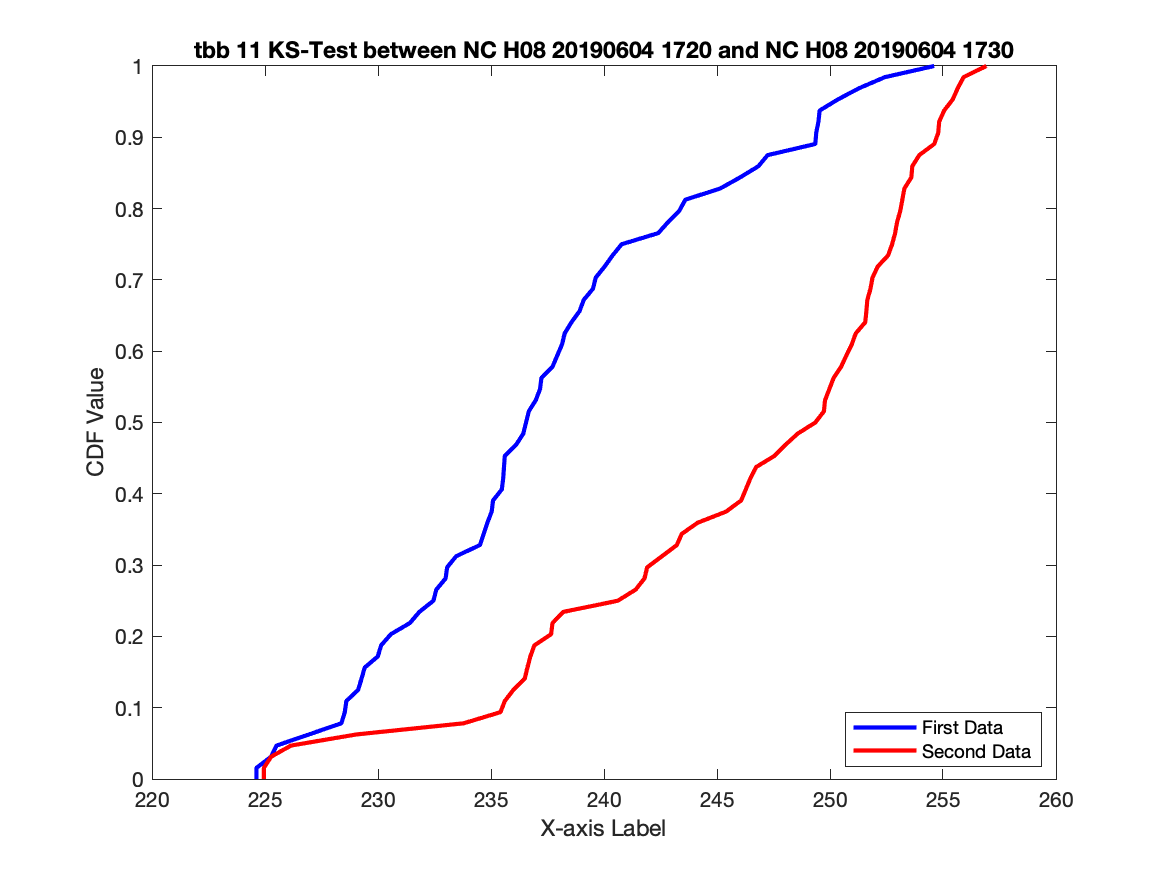 tbb 11 KS-Test between NC H08 20190604 1720 and NC H08 20190604 1730
1
0.9
0.8
0.7
0.6
0.5
0.4
0.3
0.2
0.1
0
CDF Value
First Data
Second Data
220 225 230 235 240 245 250 255 260
X-axis Label